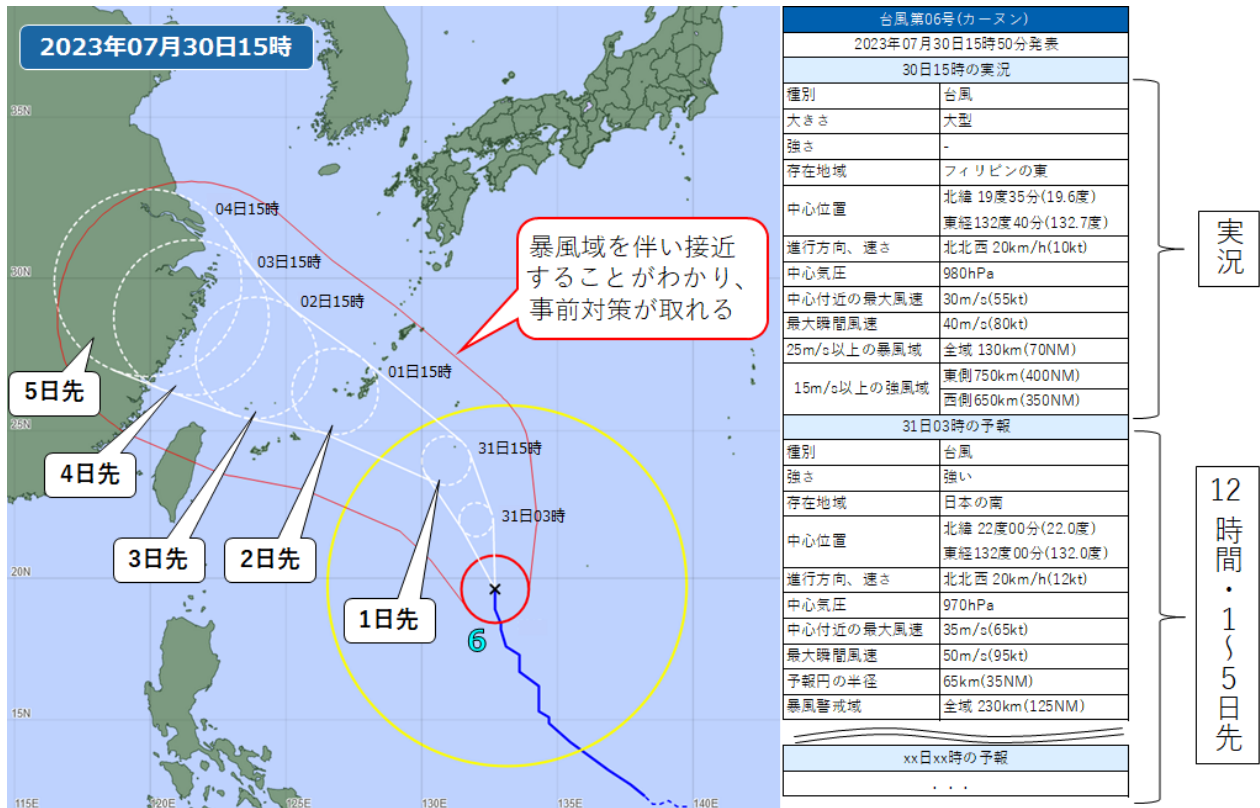 2023年07月30日15時
35N
30N
25N
20N
15N
115E
120E
125E
130E
135E
140E
04日15時
03日15時
02日15時
01日15時
31日15時
31日03時
暴風域を伴い接近
することがわかり、
事前対策が取れる
5日先
4日先
3日先
2日先
1日先
6
台風第06号(カーヌン)
2023年07月30日15時50分発表
30日15時の実況
種別 台風
大きさ 大型
強さ -
存在地域 フィリピンの東
中心位置 北緯 19度35分(19.6度)
東経132度40分(132.7度)
進行方向、速さ 北北西 20km/h(10kt)
中心気圧 980hPa
中心付近の最大風速 30m/s(55kt)
最大瞬間風速 40m/s(80kt)
25m/s以上の暴風域 全域 130km(70NM)
15m/s以上の強風域 東側750km(400NM)
西側650km(350NM)
31日03時の予報
種別 台風
強さ 強い
存在地域 日本の南
中心位置 北緯 22度00分(22.0度)
東経132度00分(132.0度)
進行方向、速さ 北北西 20km/h(12kt)
中心気圧 970hPa
中心付近の最大風速 35m/s(65kt)
最大瞬間風速 50m/s(95kt)
予報円の半径 65km(35NM)
暴風警戒域 全域 230km(125NM)
xx日xx時の予報
・・・
実況
12時間・1～5日先